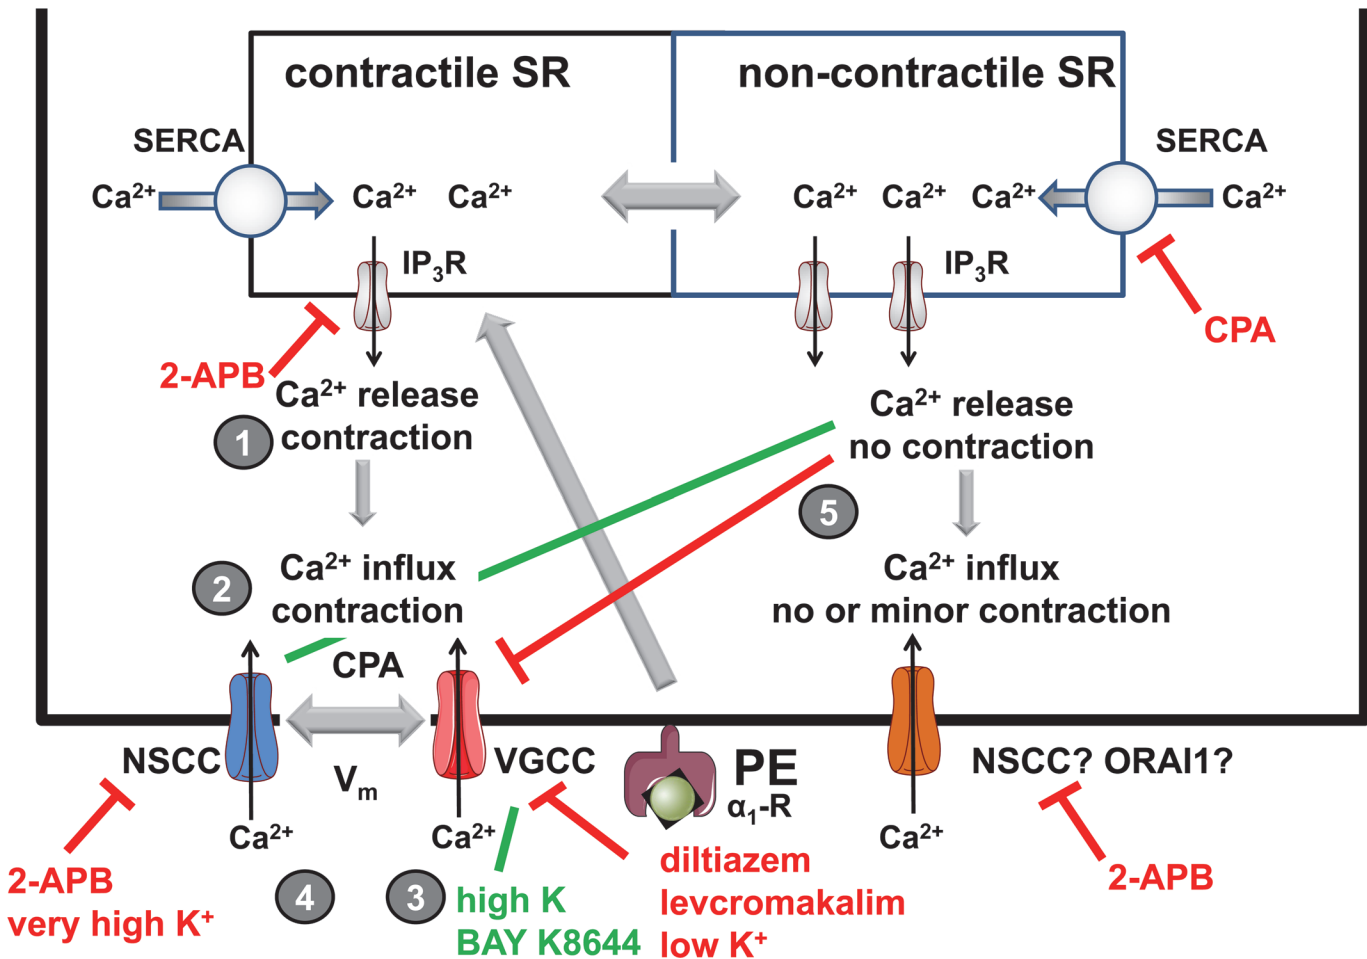 contractile SR
non-contractile SR
SERCA
SERCA
Ca²⁺
Ca²⁺
Ca²⁺
Ca²⁺
Ca²⁺
Ca²⁺
Ca²⁺
IP₃R
IP₃R
2-APB
CPA
Ca²⁺ release
contraction
1
Ca²⁺ release
no contraction
5
2
Ca²⁺ influx
contraction
Ca²⁺ influx
no or minor contraction
CPA
NSCC
Vₘ
VGCC
PE
α₁-R
NSCC? ORAI1?
Ca²⁺
Ca²⁺
Ca²⁺
2-APB
very high K⁺
4
3
high K
BAY K8644
diltiazem
levcromakalim
low K⁺
2-APB